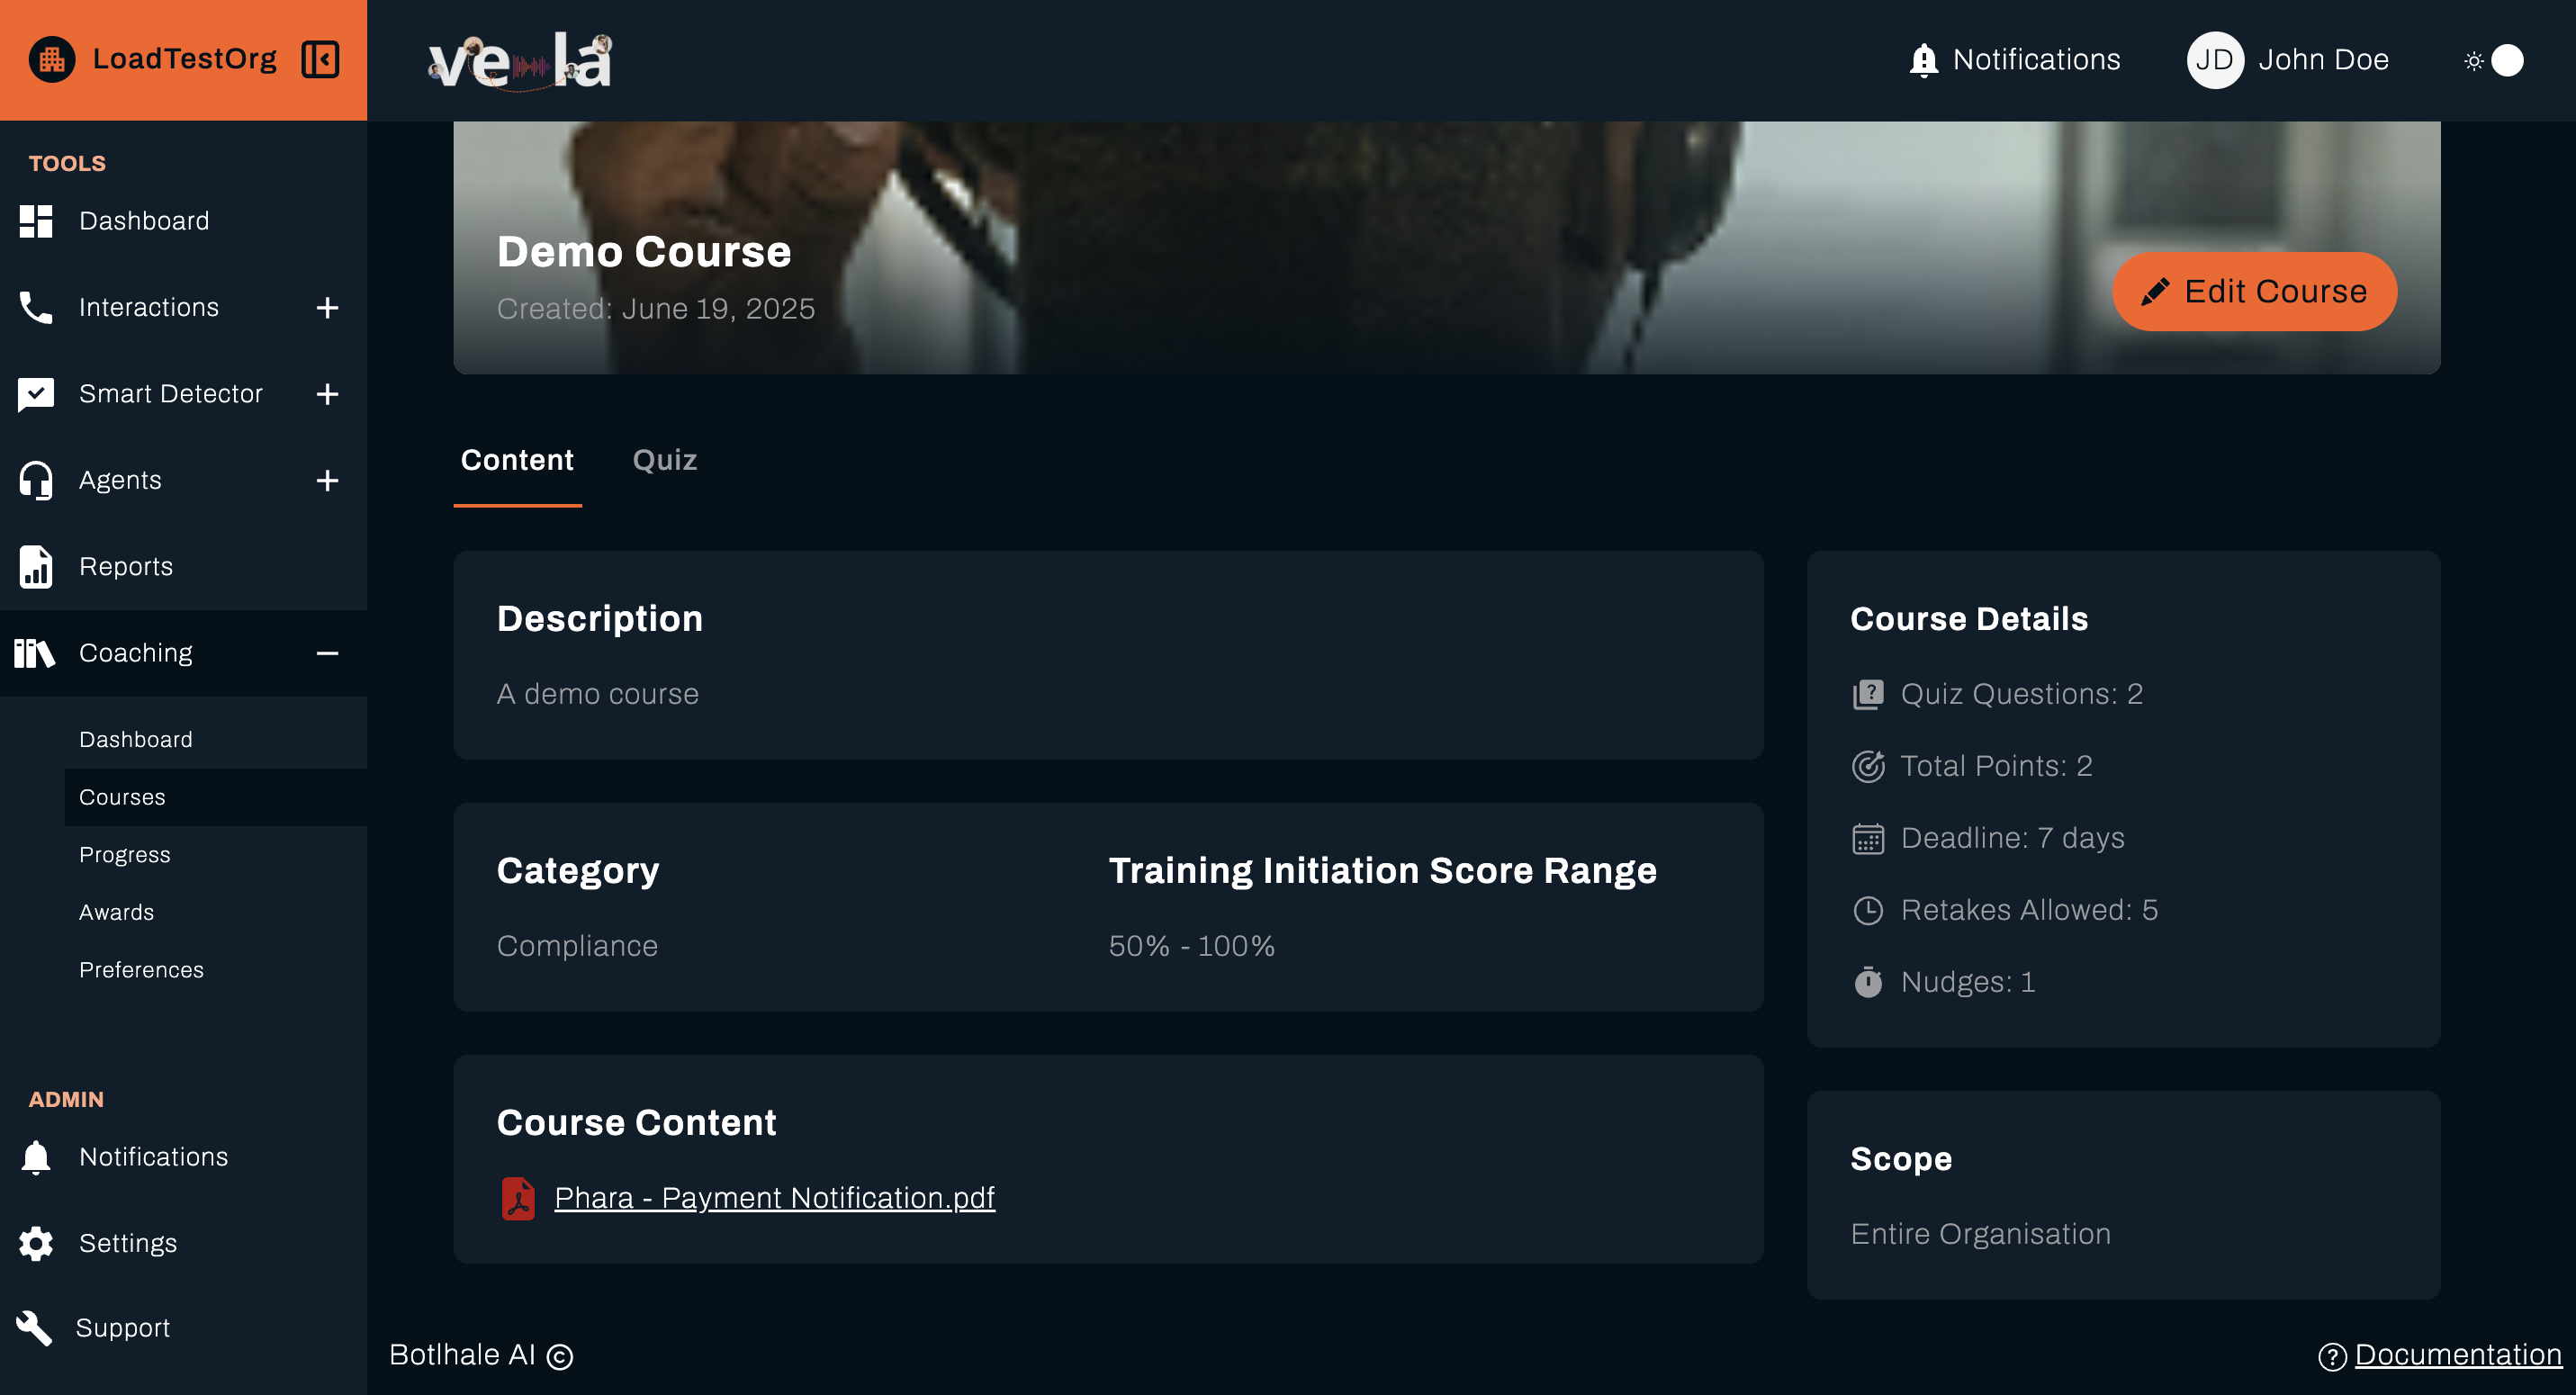 LoadTestOrg
vela
Notifications
JD John Doe
TOOLS
Dashboard
Interactions
Smart Detector
Agents
Reports
Coaching
Dashboard
Courses
Progress
Awards
Preferences
ADMIN
Notifications
Settings
Support
Demo Course
Created: June 19, 2025
Edit Course
Content Quiz
Description
A demo course
Category
Compliance
Training Initiation Score Range
50% - 100%
Course Content
Phara - Payment Notification.pdf
Course Details
Quiz Questions: 2
Total Points: 2
Deadline: 7 days
Retakes Allowed: 5
Nudges: 1
Scope
Entire Organisation
Botlhale AI ©
Documentation